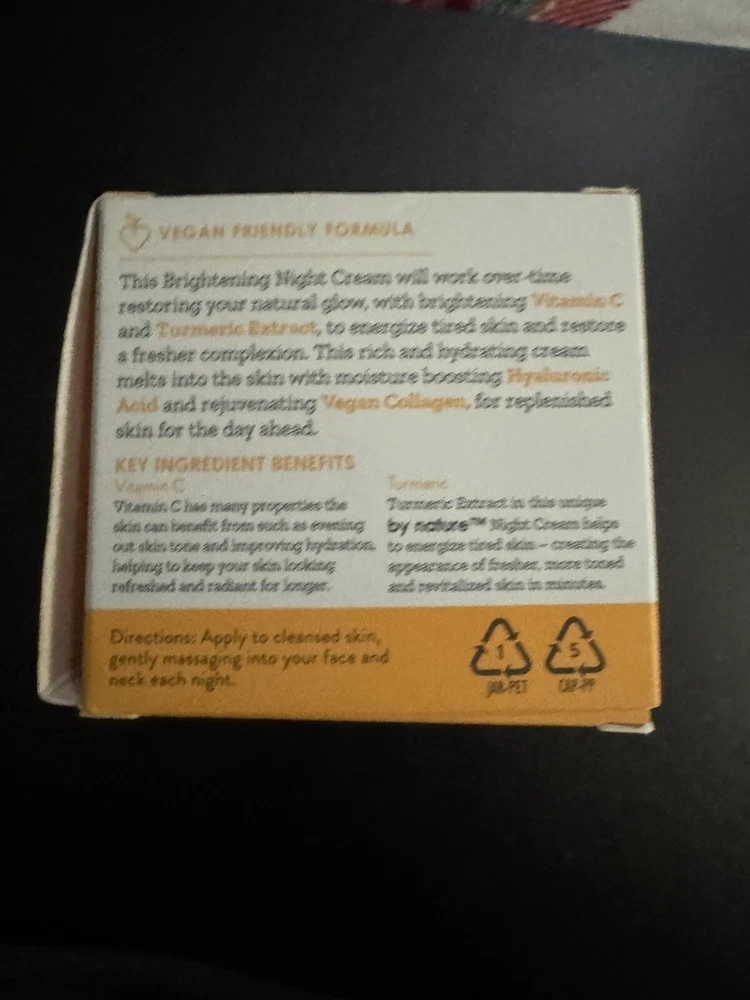 VEGAN FRIENDLY FORMULA
This Brightening Night Cream will work over-time
restoring your natural glow, with brightening Vitamin C
and Turmeric Extract, to energize tired skin and restore
a fresher complexion. This rich and hydrating cream
melts into the skin with moisture boosting Hyaluronic
Acid and rejuvenating Vegan Collagen, for replenished
skin for the day ahead.
KEY INGREDIENT BENEFITS
Vitamin C
Vitamin C has many properties the
skin can benefit from such as evening
out skin tone and improving hydration,
helping to keep your skin looking
refreshed and radiant for longer.
Turmeric
Turmeric Extract in this unique
by nature™ Night Cream helps
to energize tired skin – creating the
appearance of fresher, more toned
and revitalized skin in minutes.
Directions: Apply to cleansed skin,
gently massaging into your face and
neck each night.
1
JAR-PET
5
CAP-PP